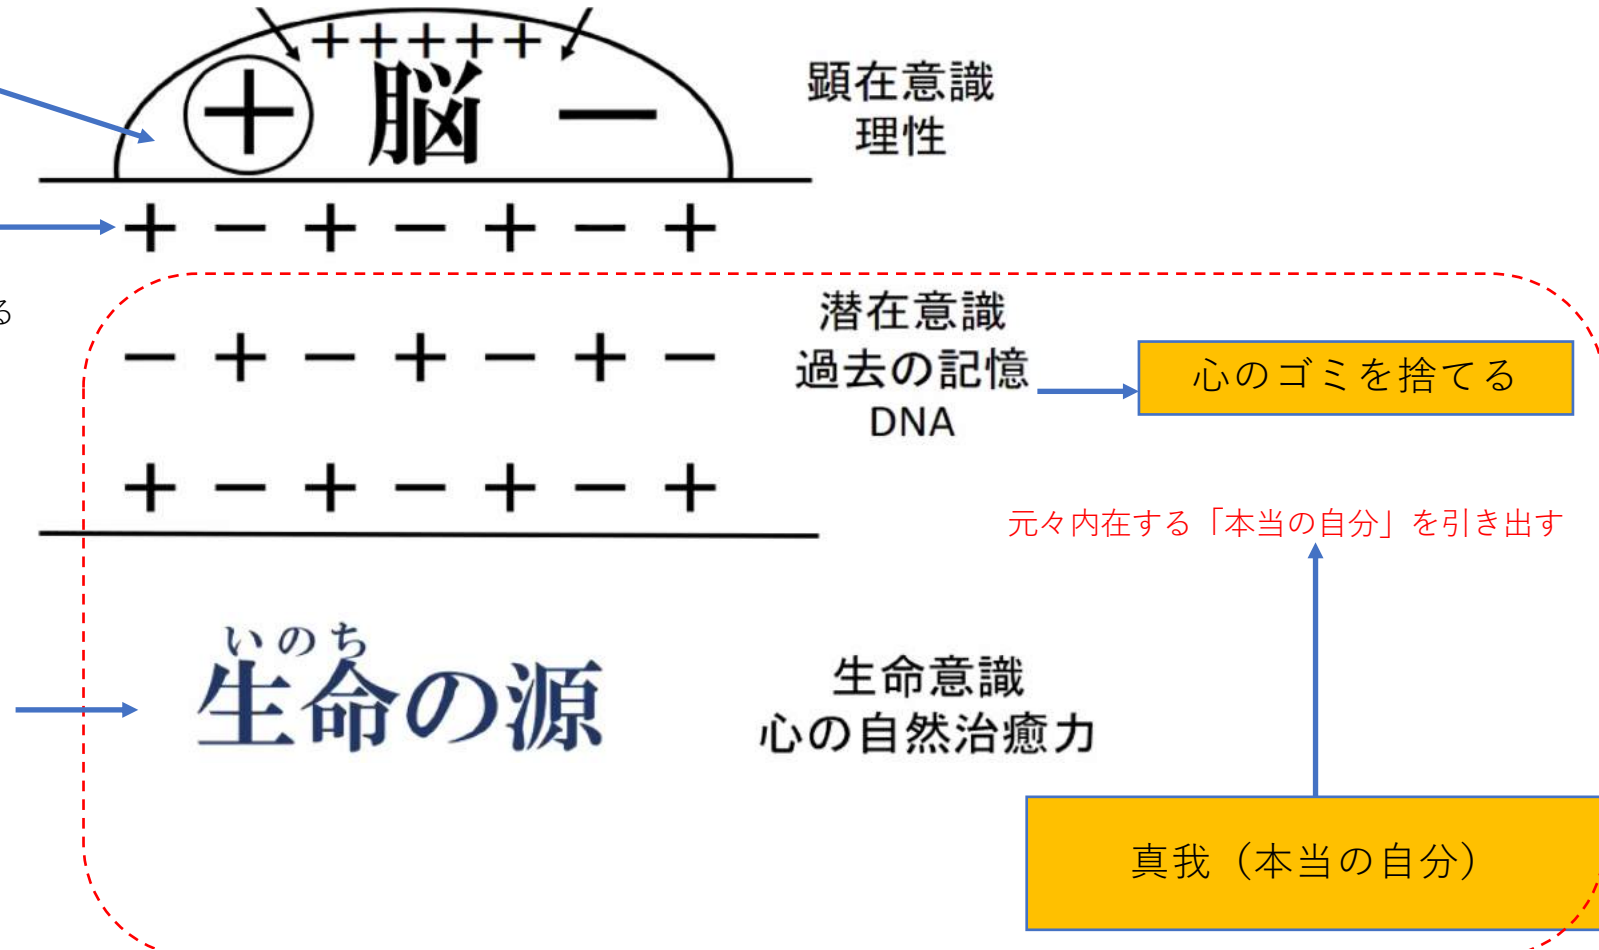 +++++
+ 脳 −
顕在意識
理性
+ − + − + − +
る
− + − + − + −
潜在意識
過去の記憶
DNA
心のゴミを捨てる
+ − + − + − +
元々内在する「本当の自分」を引き出す
いのち
生命の源
生命意識
心の自然治癒力
真我（本当の自分）